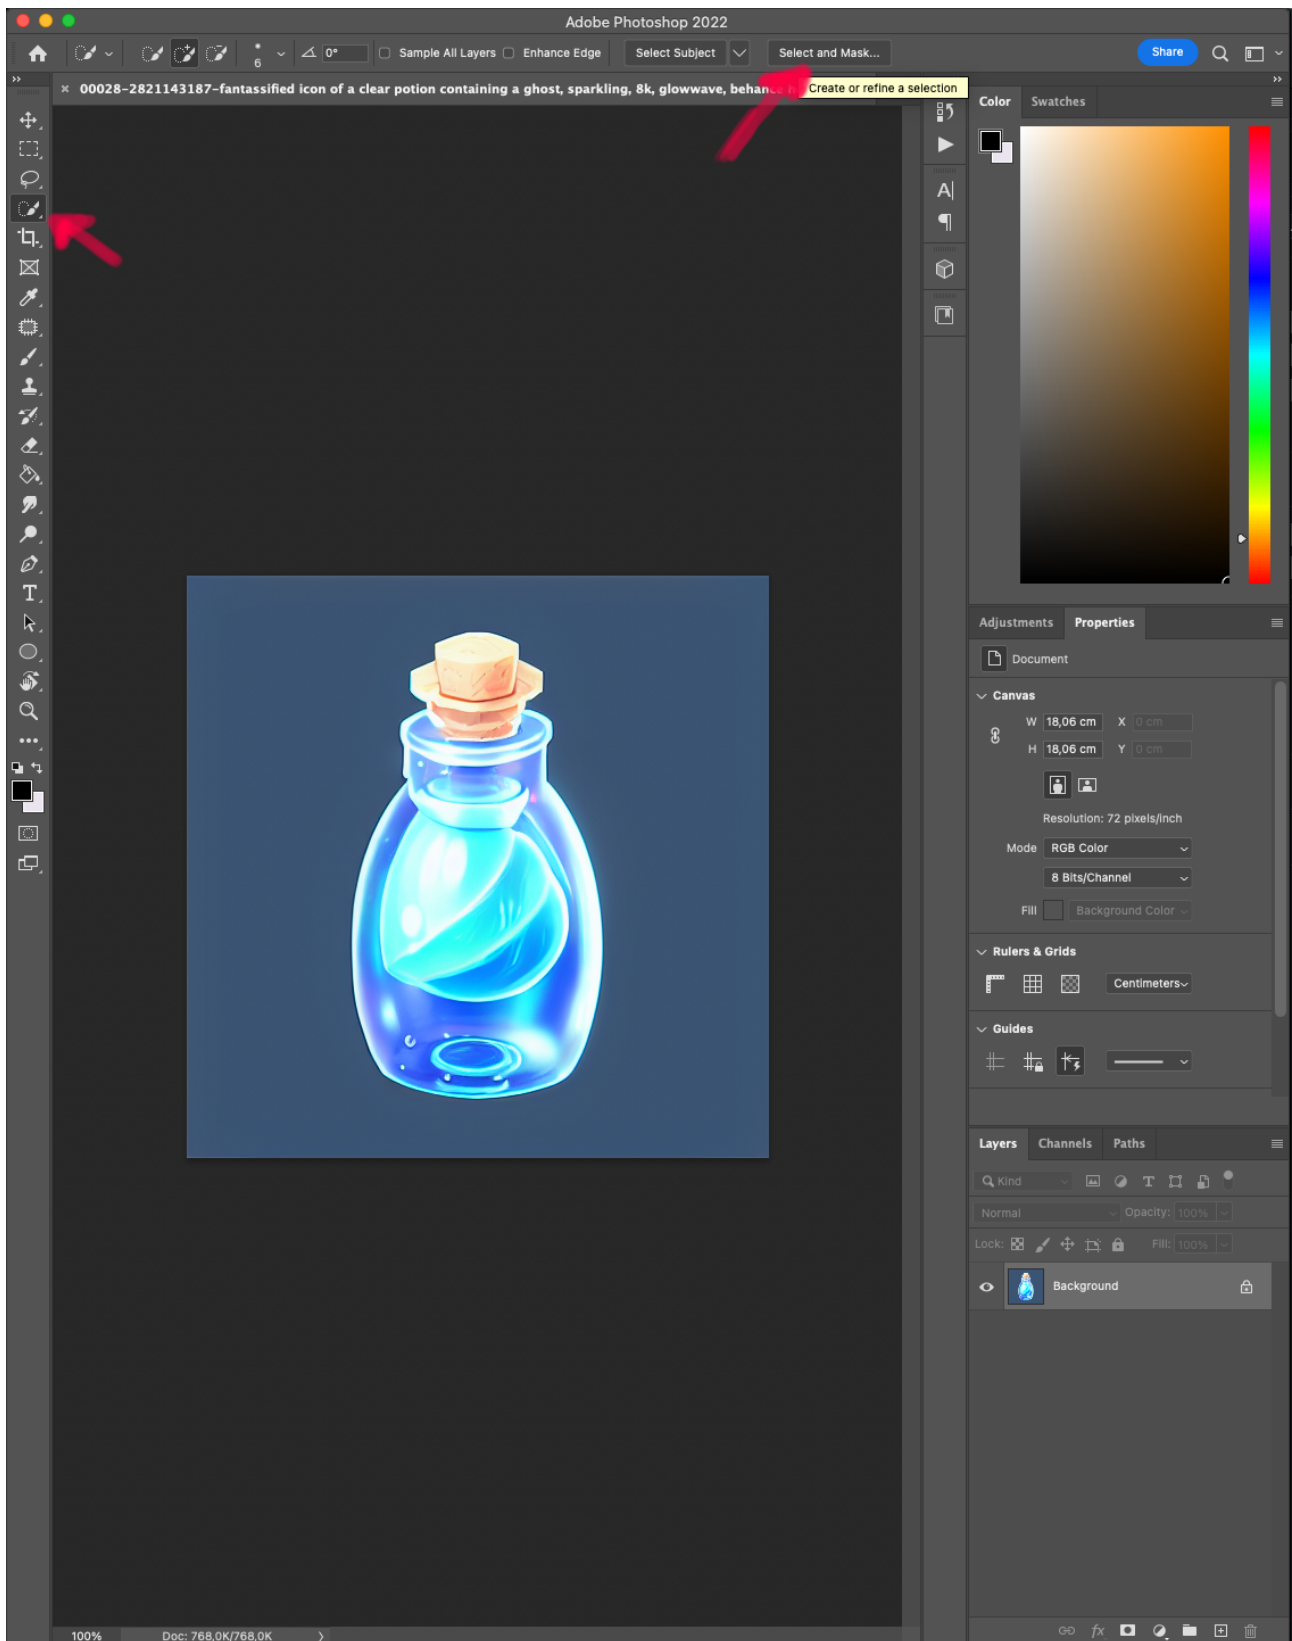 Adobe Photoshop 2022
6
0°
Sample All Layers
Enhance Edge
Select Subject
Select and Mask...
Share
× 00028-2821143187-fantassified icon of a clear potion containing a ghost, sparkling, 8k, glowwave, behance
Create or refine a selection
Color
Swatches
Adjustments
Properties
Document
Canvas
W 18,06 cm X 0 cm
H 18,06 cm Y 0 cm
Resolution: 72 pixels/inch
Mode RGB Color
8 Bits/Channel
Fill Background Color
Rulers & Grids
Centimeters
Guides
Layers
Channels
Paths
Kind
Normal
Opacity: 100%
Lock:
Fill: 100%
Background
fx
100%
Doc: 768,0K/768,0K